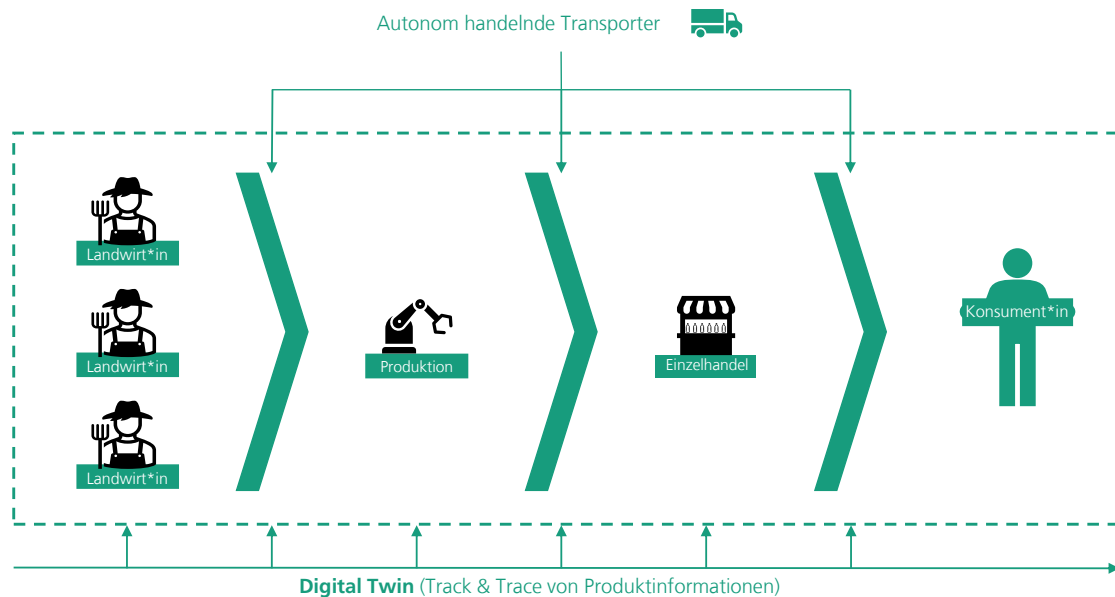 Autonom handelnde Transporter
Landwirt*in
Landwirt*in
Landwirt*in
Produktion
Einzelhandel
Konsument*in
Digital Twin (Track & Trace von Produktinformationen)